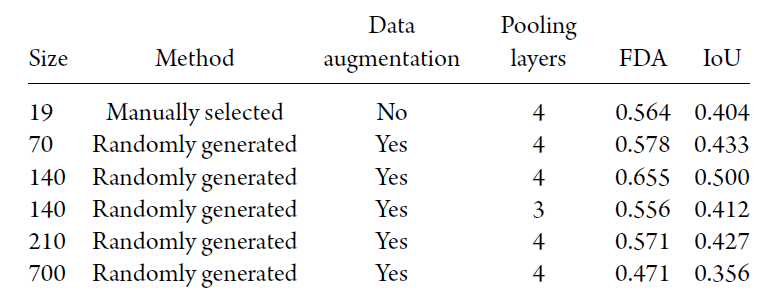 Data Pooling
Size Method augmentation layers FDA IoU
19 Manually selected No 4 0.564 0.404
70 Randomly generated Yes 4 0.578 0.433
140 Randomly generated Yes 4 0.655 0.500
140 Randomly generated Yes 3 0.556 0.412
210 Randomly generated Yes 4 0.571 0.427
700 Randomly generated Yes 4 0.471 0.356